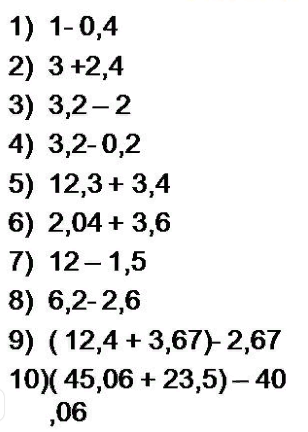 1) 1- 0,4
2) 3 +2,4
3) 3,2 – 2
4) 3,2- 0,2
5) 12,3 + 3,4
6) 2,04 + 3,6
7) 12 – 1,5
8) 6,2- 2,6
9) ( 12,4 + 3,67)- 2,67
10)( 45,06 + 23,5) – 40
,06